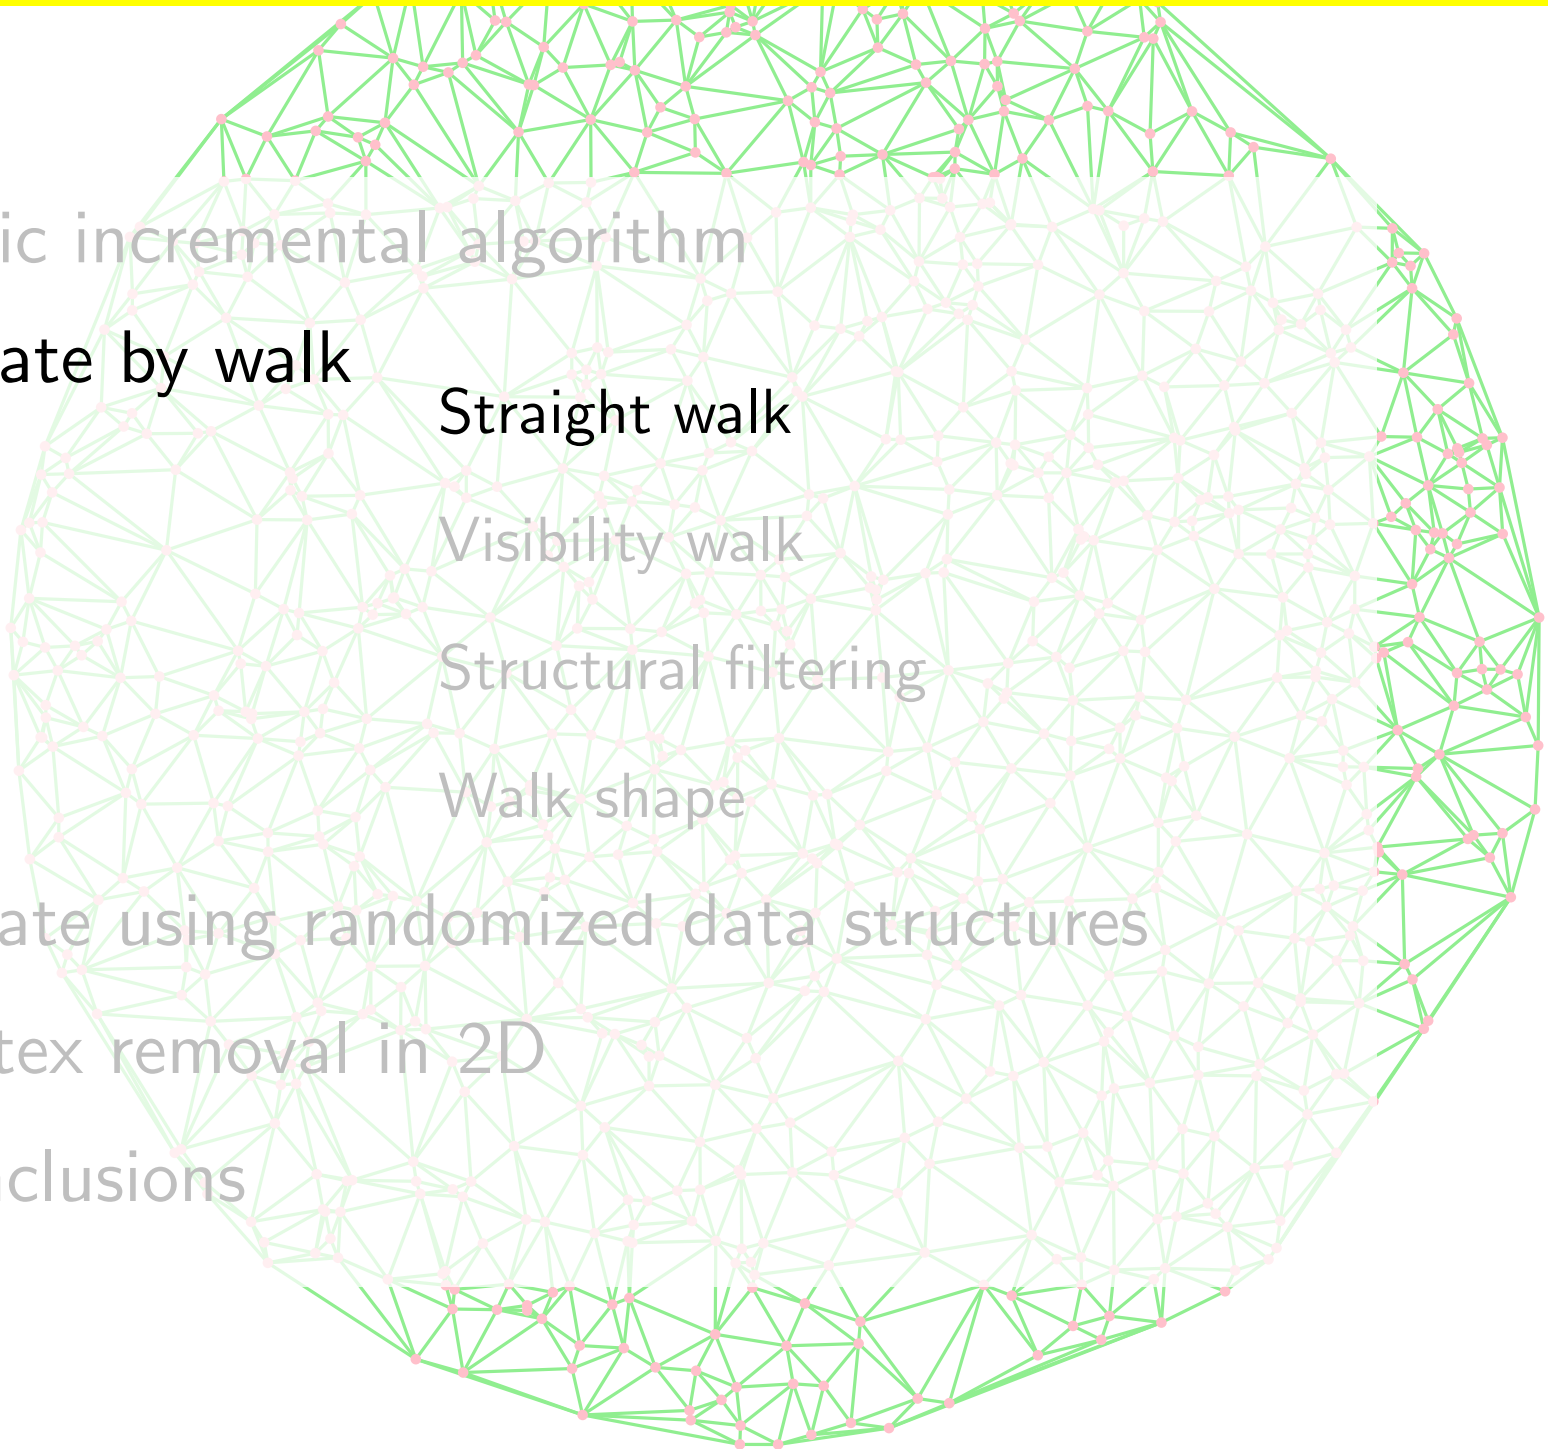 ic incremental algorithm
ate by walk
Straight walk
Visibility walk
Structural filtering
Walk shape
ate using randomized data structures
tex removal in 2D
nclusions